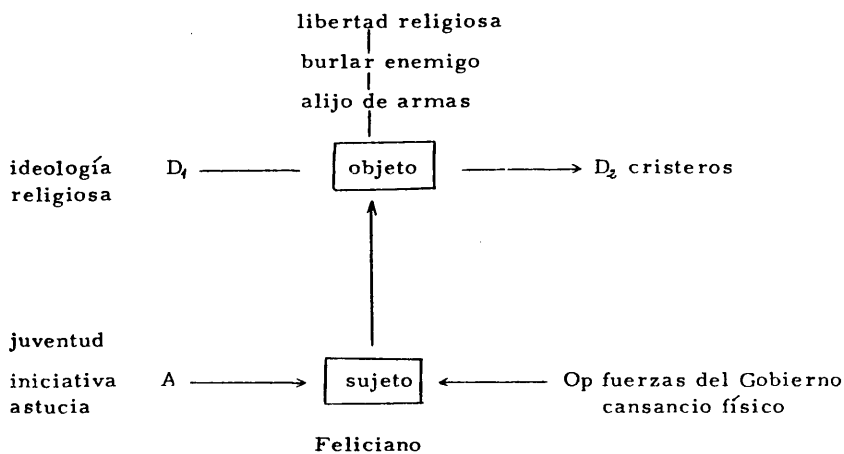 libertad religiosa
burlar enemigo
alijo de armas
ideología D₁ objeto D₂ cristeros
religiosa
juventud
iniciativa A sujeto Op fuerzas del Gobierno
astucia cansancio físico
Feliciano